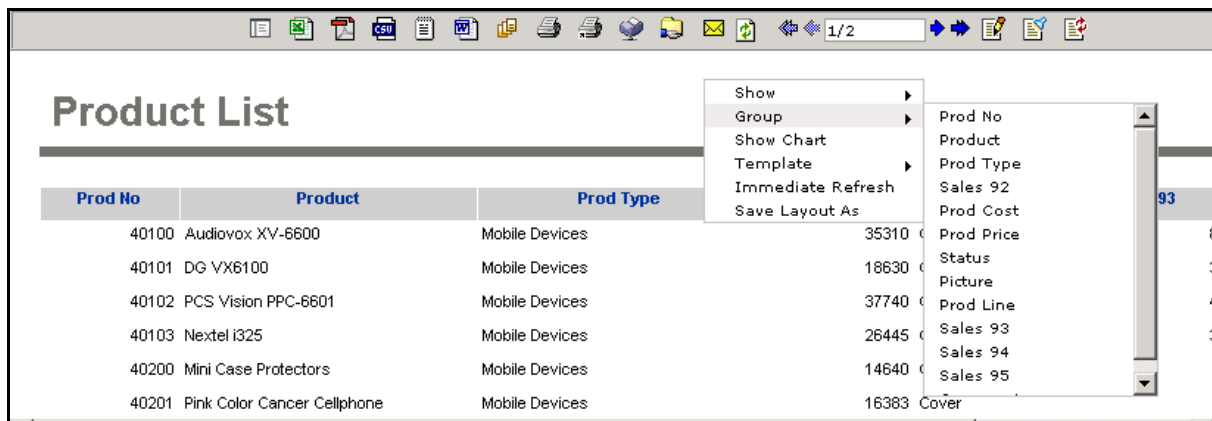 CSV W 1/2
Product List
Show
Group
Show Chart
Template
Immediate Refresh
Save Layout As
Prod No
Product
Prod Type
Sales 92
Prod Cost
Prod Price
Status
Picture
Prod Line
Sales 93
Sales 94
Sales 95
Prod No Product Prod Type 93
40100 Audiovox XV-6600 Mobile Devices 35310
40101 DG VX6100 Mobile Devices 18630
40102 PCS Vision PPC-6601 Mobile Devices 37740
40103 Nextel i325 Mobile Devices 26445
40200 Mini Case Protectors Mobile Devices 14640
40201 Pink Color Cancer Cellphone Mobile Devices 16383 Cover